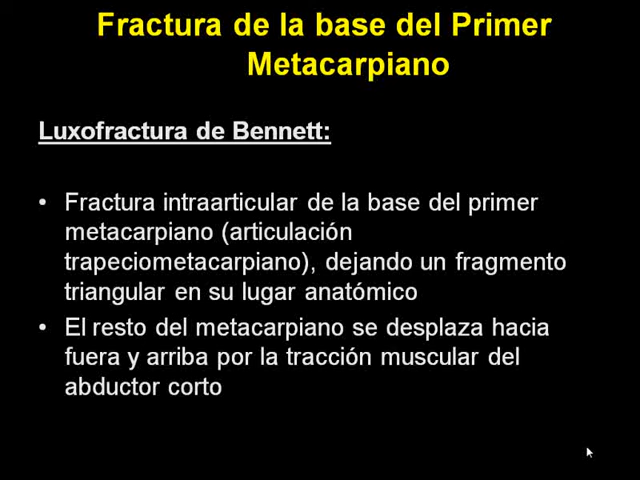 Fractura de la base del Primer
Metacarpiano
Luxofractura de Bennett:
• Fractura intraarticular de la base del primer
metacarpiano (articulación
trapeciometacarpiano), dejando un fragmento
triangular en su lugar anatómico
• El resto del metacarpiano se desplaza hacia
fuera y arriba por la tracción muscular del
abductor corto